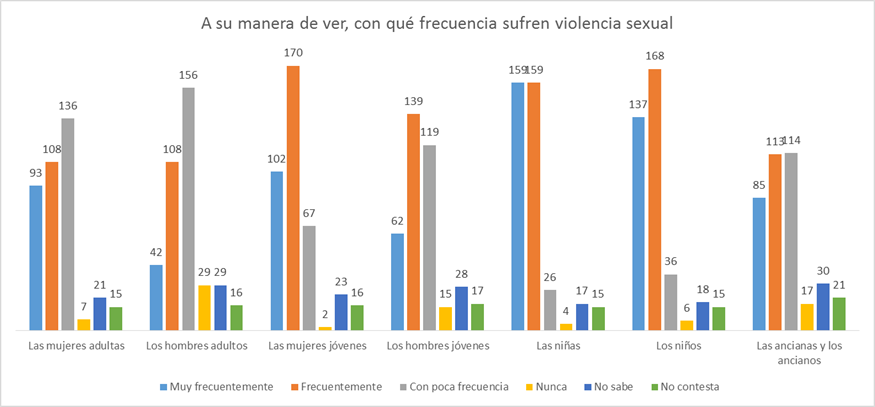 A su manera de ver, con qué frecuencia sufren violencia sexual
93
108
136
7
21
15
42
108
156
29
29
16
102
170
67
2
23
16
62
139
119
15
28
17
159
159
26
4
17
15
137
168
36
6
18
15
85
113
114
17
30
21
Las mujeres adultas
Los hombres adultos
Las mujeres jóvenes
Los hombres jóvenes
Las niñas
Los niños
Las ancianas y los
ancianos
Muy frecuentemente
Frecuentemente
Con poca frecuencia
Nunca
No sabe
No contesta